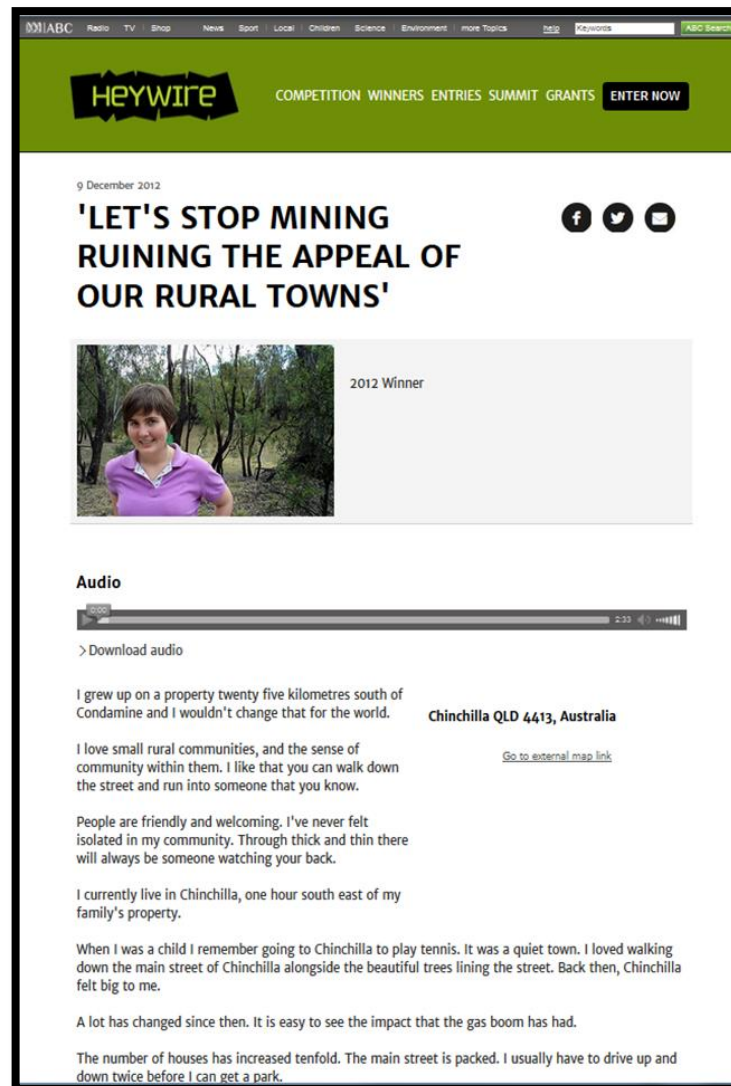 ABC Radio TV Shop News Sport Local Children Science Environment more Topics help Keywords ABC Search
HEYWIRE COMPETITION WINNERS ENTRIES SUMMIT GRANTS ENTER NOW
9 December 2012
'LET'S STOP MINING
RUINING THE APPEAL OF
OUR RURAL TOWNS'
2012 Winner
Audio
0:00 2:33
>Download audio
I grew up on a property twenty five kilometres south of
Condamine and I wouldn't change that for the world.
Chinchilla QLD 4413, Australia
Go to external map link
I love small rural communities, and the sense of
community within them. I like that you can walk down
the street and run into someone that you know.
People are friendly and welcoming. I've never felt
isolated in my community. Through thick and thin there
will always be someone watching your back.
I currently live in Chinchilla, one hour south east of my
family's property.
When I was a child I remember going to Chinchilla to play tennis. It was a quiet town. I loved walking
down the main street of Chinchilla alongside the beautiful trees lining the street. Back then, Chinchilla
felt big to me.
A lot has changed since then. It is easy to see the impact that the gas boom has had.
The number of houses has increased tenfold. The main street is packed. I usually have to drive up and
down twice before I can get a park.